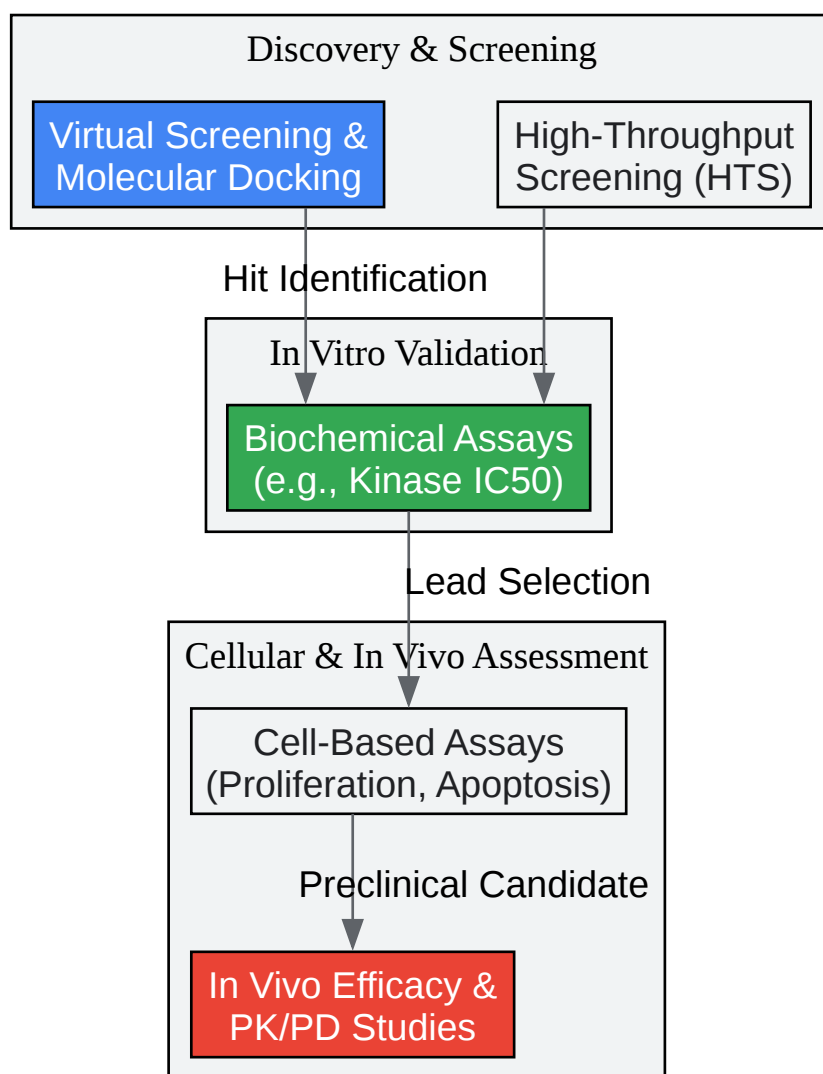 Discovery & Screening
Virtual Screening &
Molecular Docking
High-Throughput
Screening (HTS)
Hit Identification
In Vitro Validation
Biochemical Assays
(e.g., Kinase IC50)
Lead Selection
Cellular & In Vivo Assessment
Cell-Based Assays
(Proliferation, Apoptosis)
Preclinical Candidate
In Vivo Efficacy &
PK/PD Studies